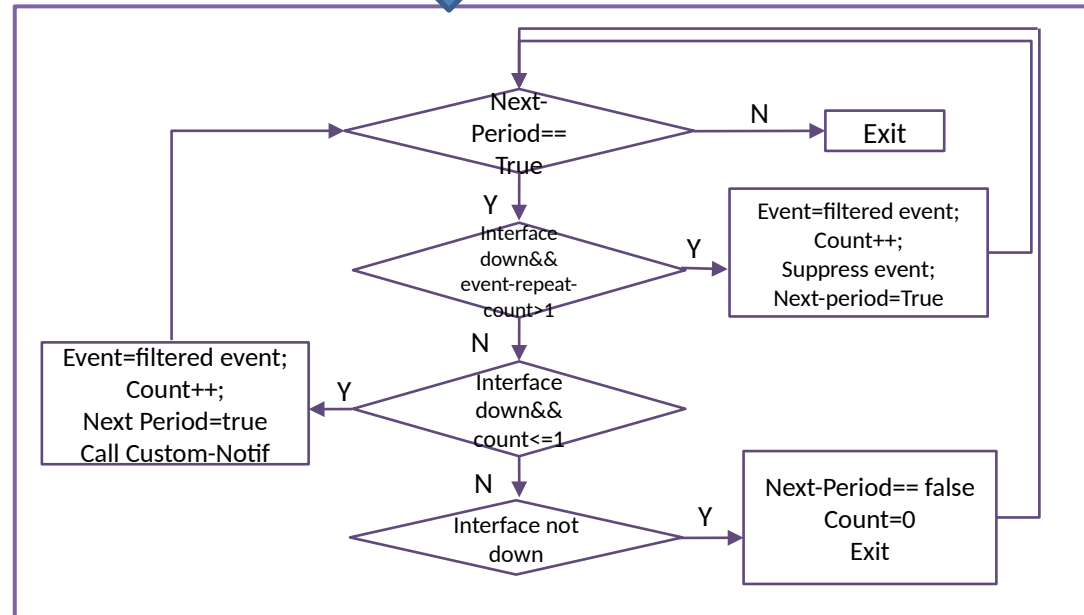 Next-
Period==
True
N
Exit
Y
Interface
down&&
event-repeat-
count>1
Y
Event=filtered event;
Count++;
Suppress event;
Next-period=True
N
Event=filtered event;
Count++;
Next Period=true
Call Custom-Notif
Y
Interface
down&&
count<=1
N
Interface not
down
Y
Next-Period== false
Count=0
Exit